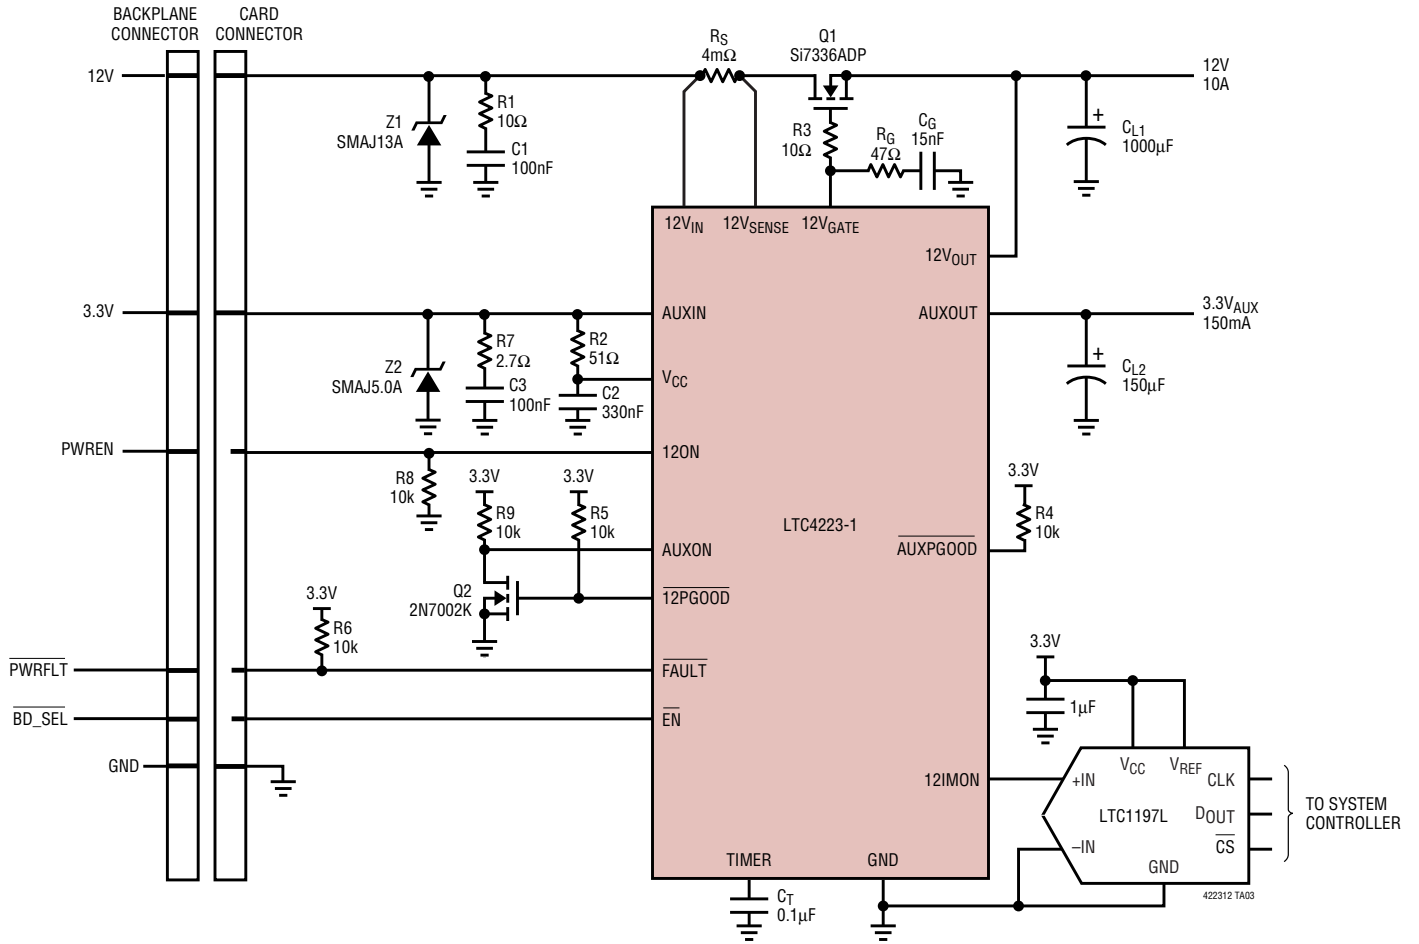 BACKPLANE
CONNECTOR
CARD
CONNECTOR
12V
Z1
SMAJ13A
R1
10Ω
C1
100nF
RS
4mΩ
Q1
Si7336ADP
R3
10Ω
RG
47Ω
CG
15nF
12V
10A
CL1
1000µF
12VIN
12VSENSE
12VGATE
12VOUT
3.3V
AUXIN
AUXOUT
3.3VAUX
150mA
Z2
SMAJ5.0A
R7
2.7Ω
C3
100nF
R2
51Ω
VCC
C2
330nF
CL2
150µF
PWREN
12ON
R8
10k
3.3V
R9
10k
3.3V
R5
10k
AUXON
LTC4223-1
AUXPGOOD
3.3V
R4
10k
Q2
2N7002K
12PGOOD
3.3V
R6
10k
PWRFLT
FAULT
BD_SEL
EN
GND
12IMON
3.3V
1µF
VCC
VREF
+IN
–IN
LTC1197L
CLK
DOUT
CS
GND
TO SYSTEM
CONTROLLER
TIMER
GND
CT
0.1µF
422312 TA03